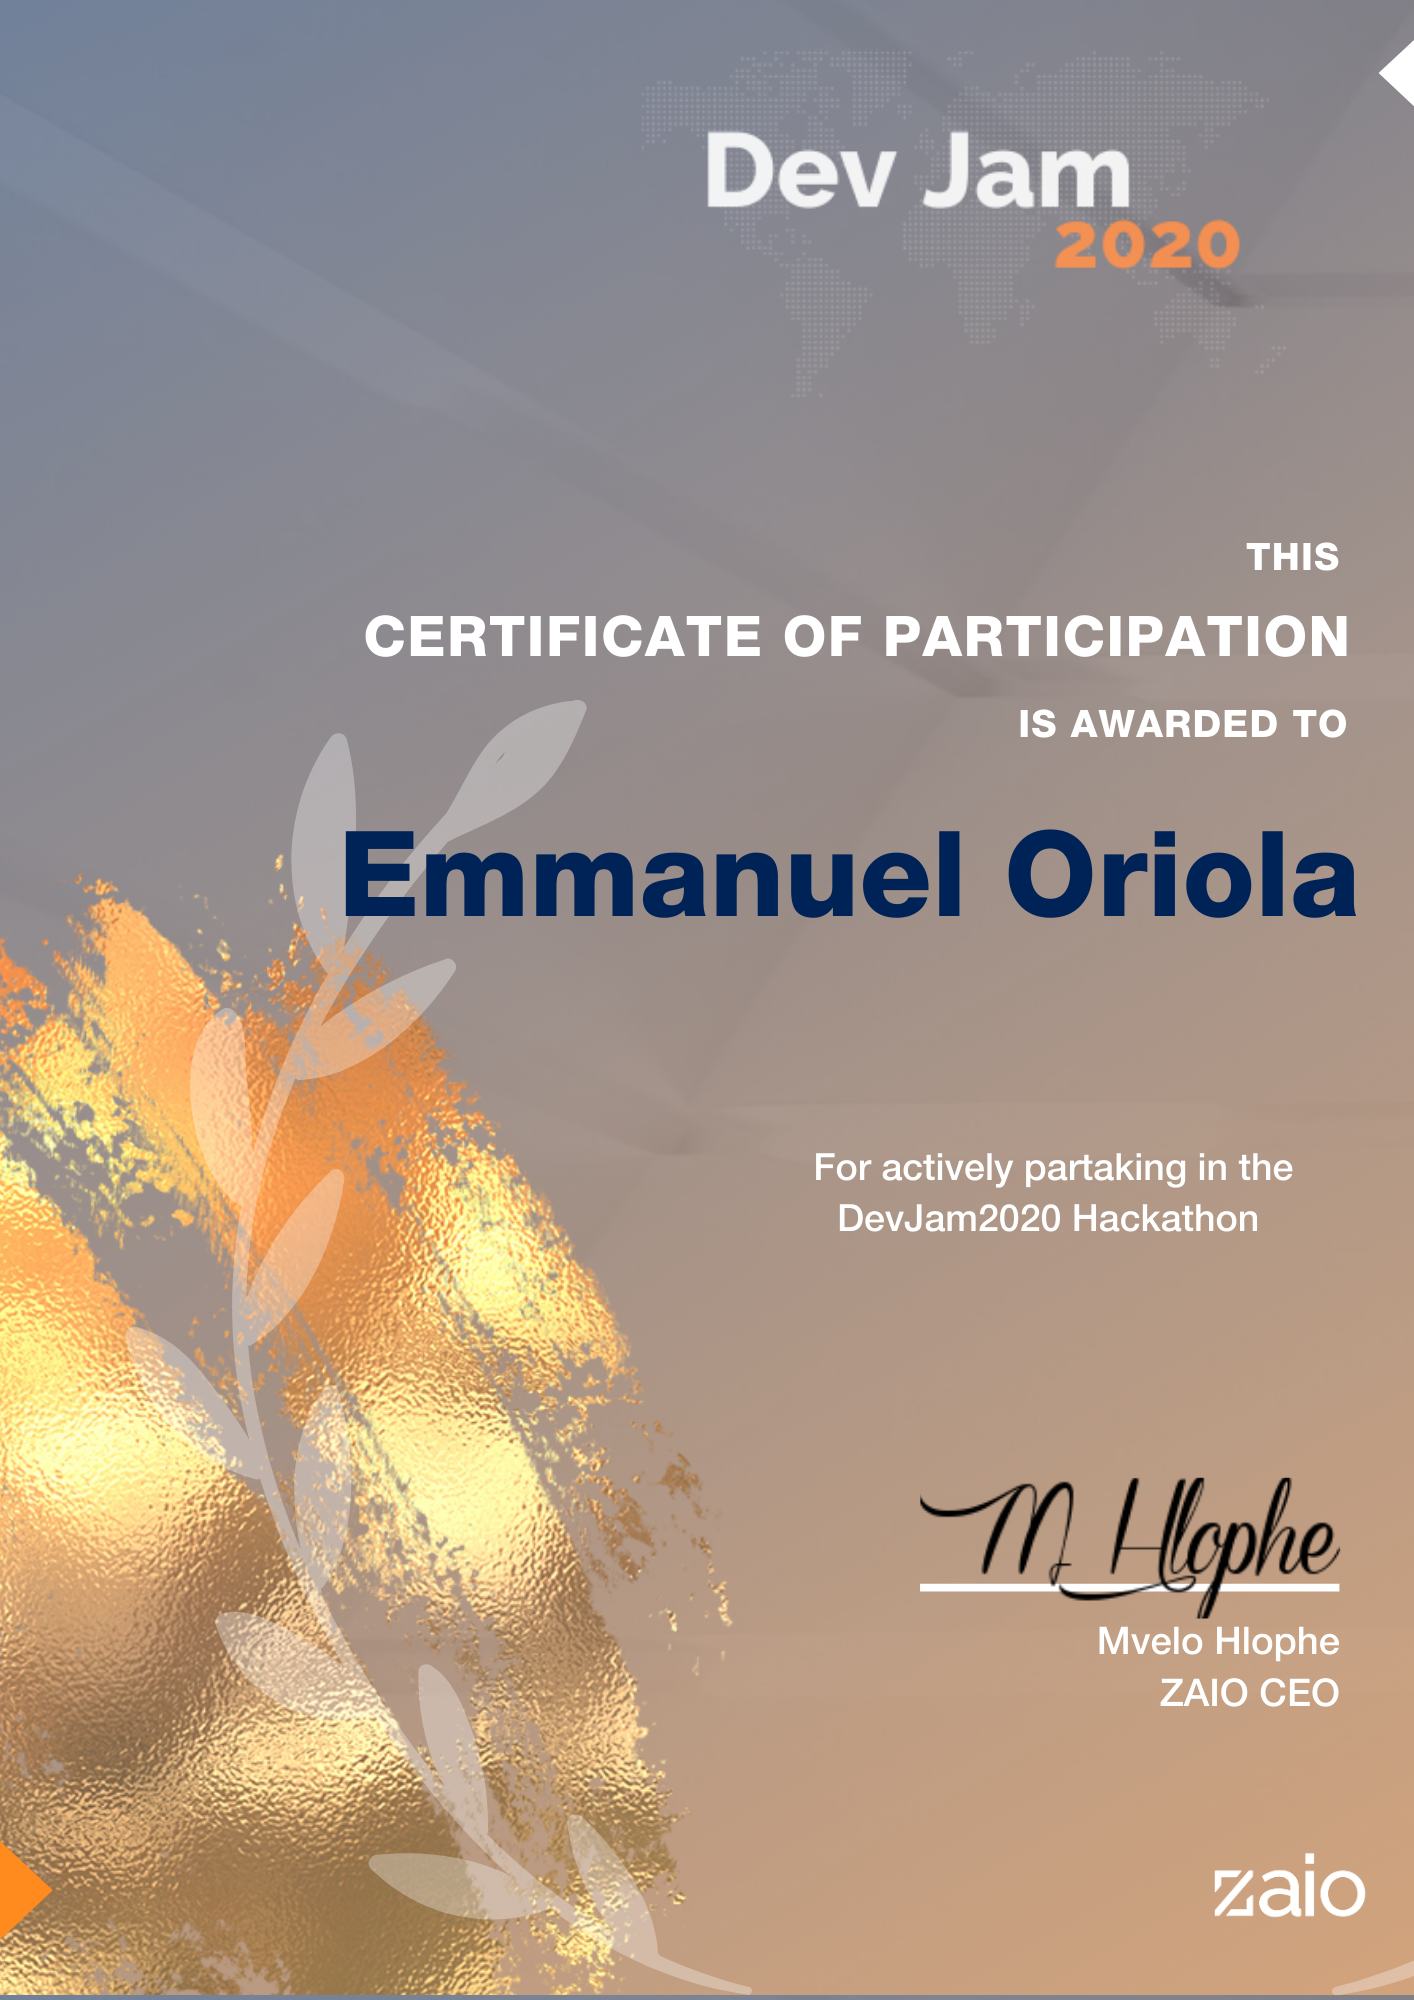 Dev Jam
2020
THIS
CERTIFICATE OF PARTICIPATION
IS AWARDED TO
Emmanuel Oriola
For actively partaking in the
DevJam2020 Hackathon
M Hlophe
Mvelo Hlophe
ZAIO CEO
zaio